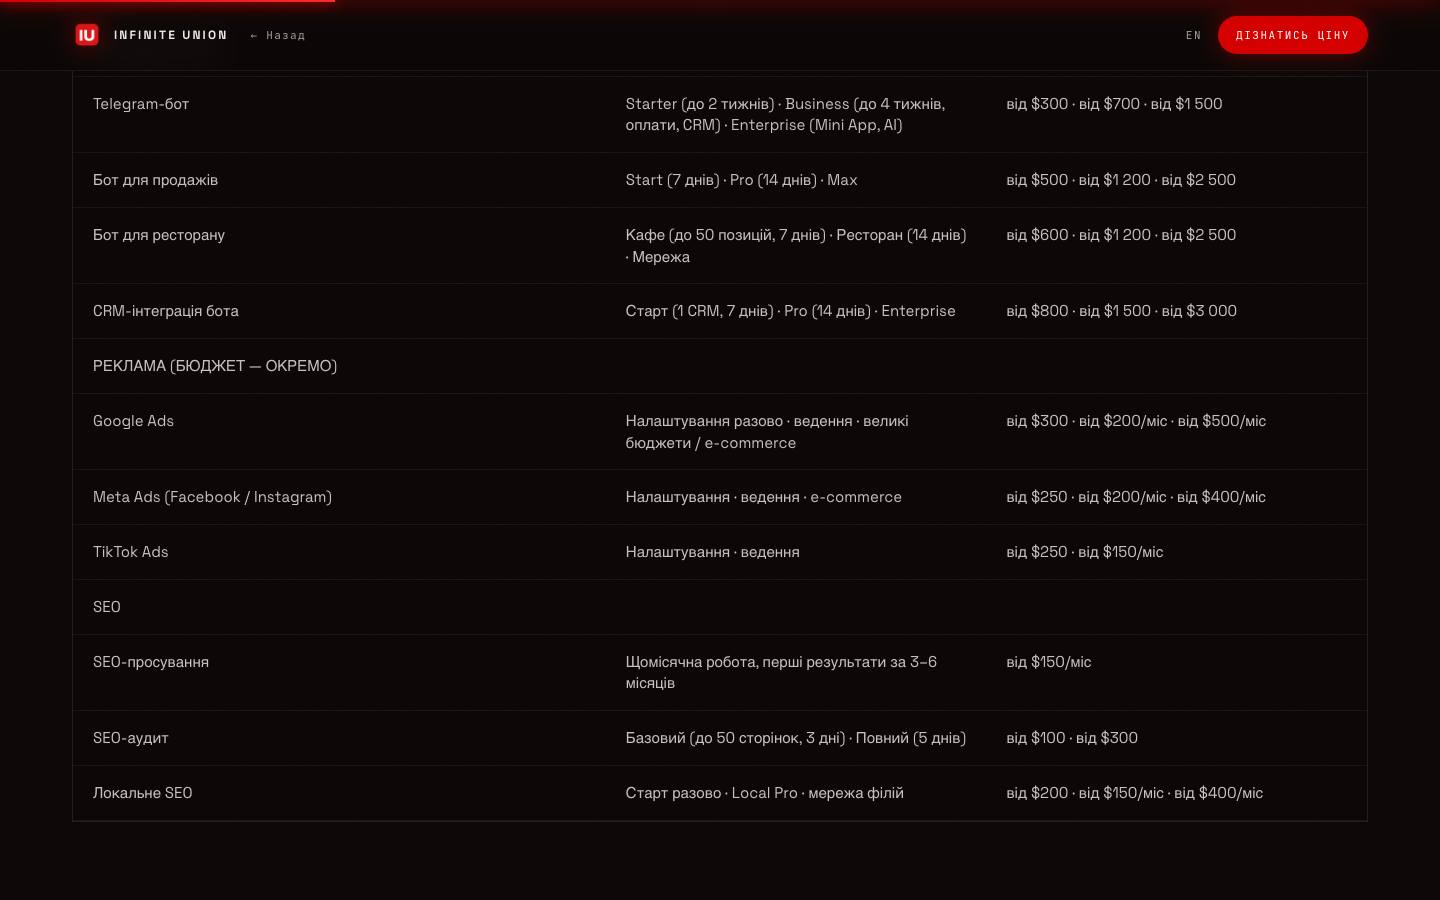 IU INFINITE UNION ← Назад EN ДІЗНАТИСЬ ЦІНУ
Telegram-бот
Starter (до 2 тижнів) · Business (до 4 тижнів,
оплати, CRM) · Enterprise (Mini App, AI)
від $300 · від $700 · від $1 500
Бот для продажів
Start (7 днів) · Pro (14 днів) · Max
від $500 · від $1 200 · від $2 500
Бот для ресторану
Кафе (до 50 позицій, 7 днів) · Ресторан (14 днів)
· Мережа
від $600 · від $1 200 · від $2 500
CRM-інтеграція бота
Старт (1 CRM, 7 днів) · Pro (14 днів) · Enterprise
від $800 · від $1 500 · від $3 000
РЕКЛАМА (БЮДЖЕТ — ОКРЕМО)
Google Ads
Налаштування разово · ведення · великі
бюджети / e-commerce
від $300 · від $200/міс · від $500/міс
Meta Ads (Facebook / Instagram)
Налаштування · ведення · e-commerce
від $250 · від $200/міс · від $400/міс
TikTok Ads
Налаштування · ведення
від $250 · від $150/міс
SEO
SEO-просування
Щомісячна робота, перші результати за 3–6
місяців
від $150/міс
SEO-аудит
Базовий (до 50 сторінок, 3 дні) · Повний (5 днів)
від $100 · від $300
Локальне SEO
Старт разово · Local Pro · мережа філій
від $200 · від $150/міс · від $400/міс